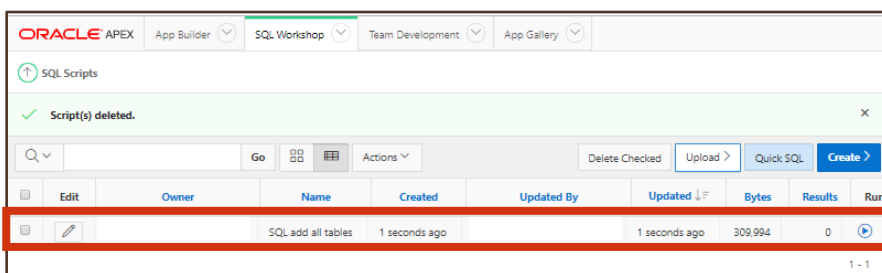 ORACLE APEX App Builder SQL Workshop Team Development App Gallery
SQL Scripts
Script(s) deleted.
Go Actions Delete Checked Upload Quick SQL Create
Edit Owner Name Created Updated By Updated Bytes Results Run
SQL add all tables 1 seconds ago 1 seconds ago 309,994 0
1 - 1